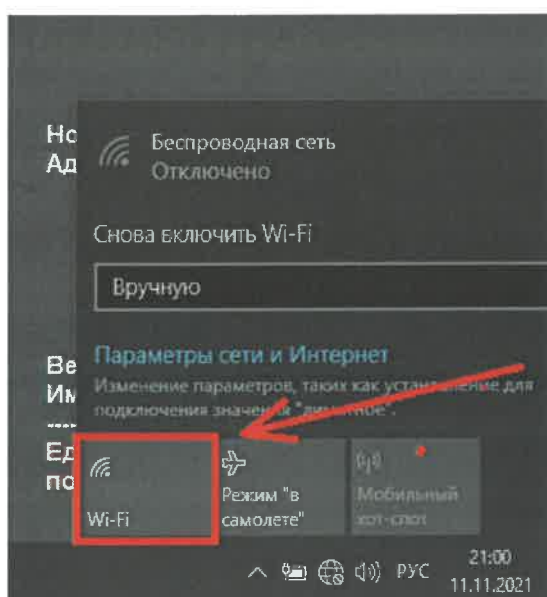 Но
Ад
Беспроводная сеть
Отключено
Снова включить Wi-Fi
Вручную
Ве
Им
Параметры сети и Интернет
Изменение параметров, таких как установление для
подключения значения "лимитное".
Ед
по
Wi-Fi
Режим "в
самолете"
Мобильный
хот-спот
РУС
21:00
11.11.2021